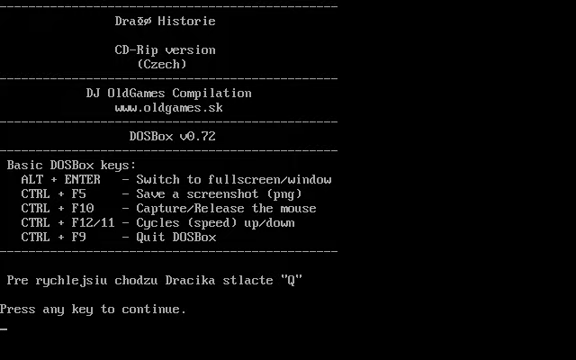 Draží Historie
CD-Rip version
(Czech)
DJ OldGames Compilation
www.oldgames.sk
DOSBox v0.72
Basic DOSBox keys:
ALT + ENTER - Switch to fullscreen/window
CTRL + F5 - Save a screenshot (png)
CTRL + F10 - Capture/Release the mouse
CTRL + F12/11 - Cycles (speed) up/down
CTRL + F9 - Quit DOSBox
Pre rychlejsiu chodzu Dracika stlacte "Q"
Press any key to continue.